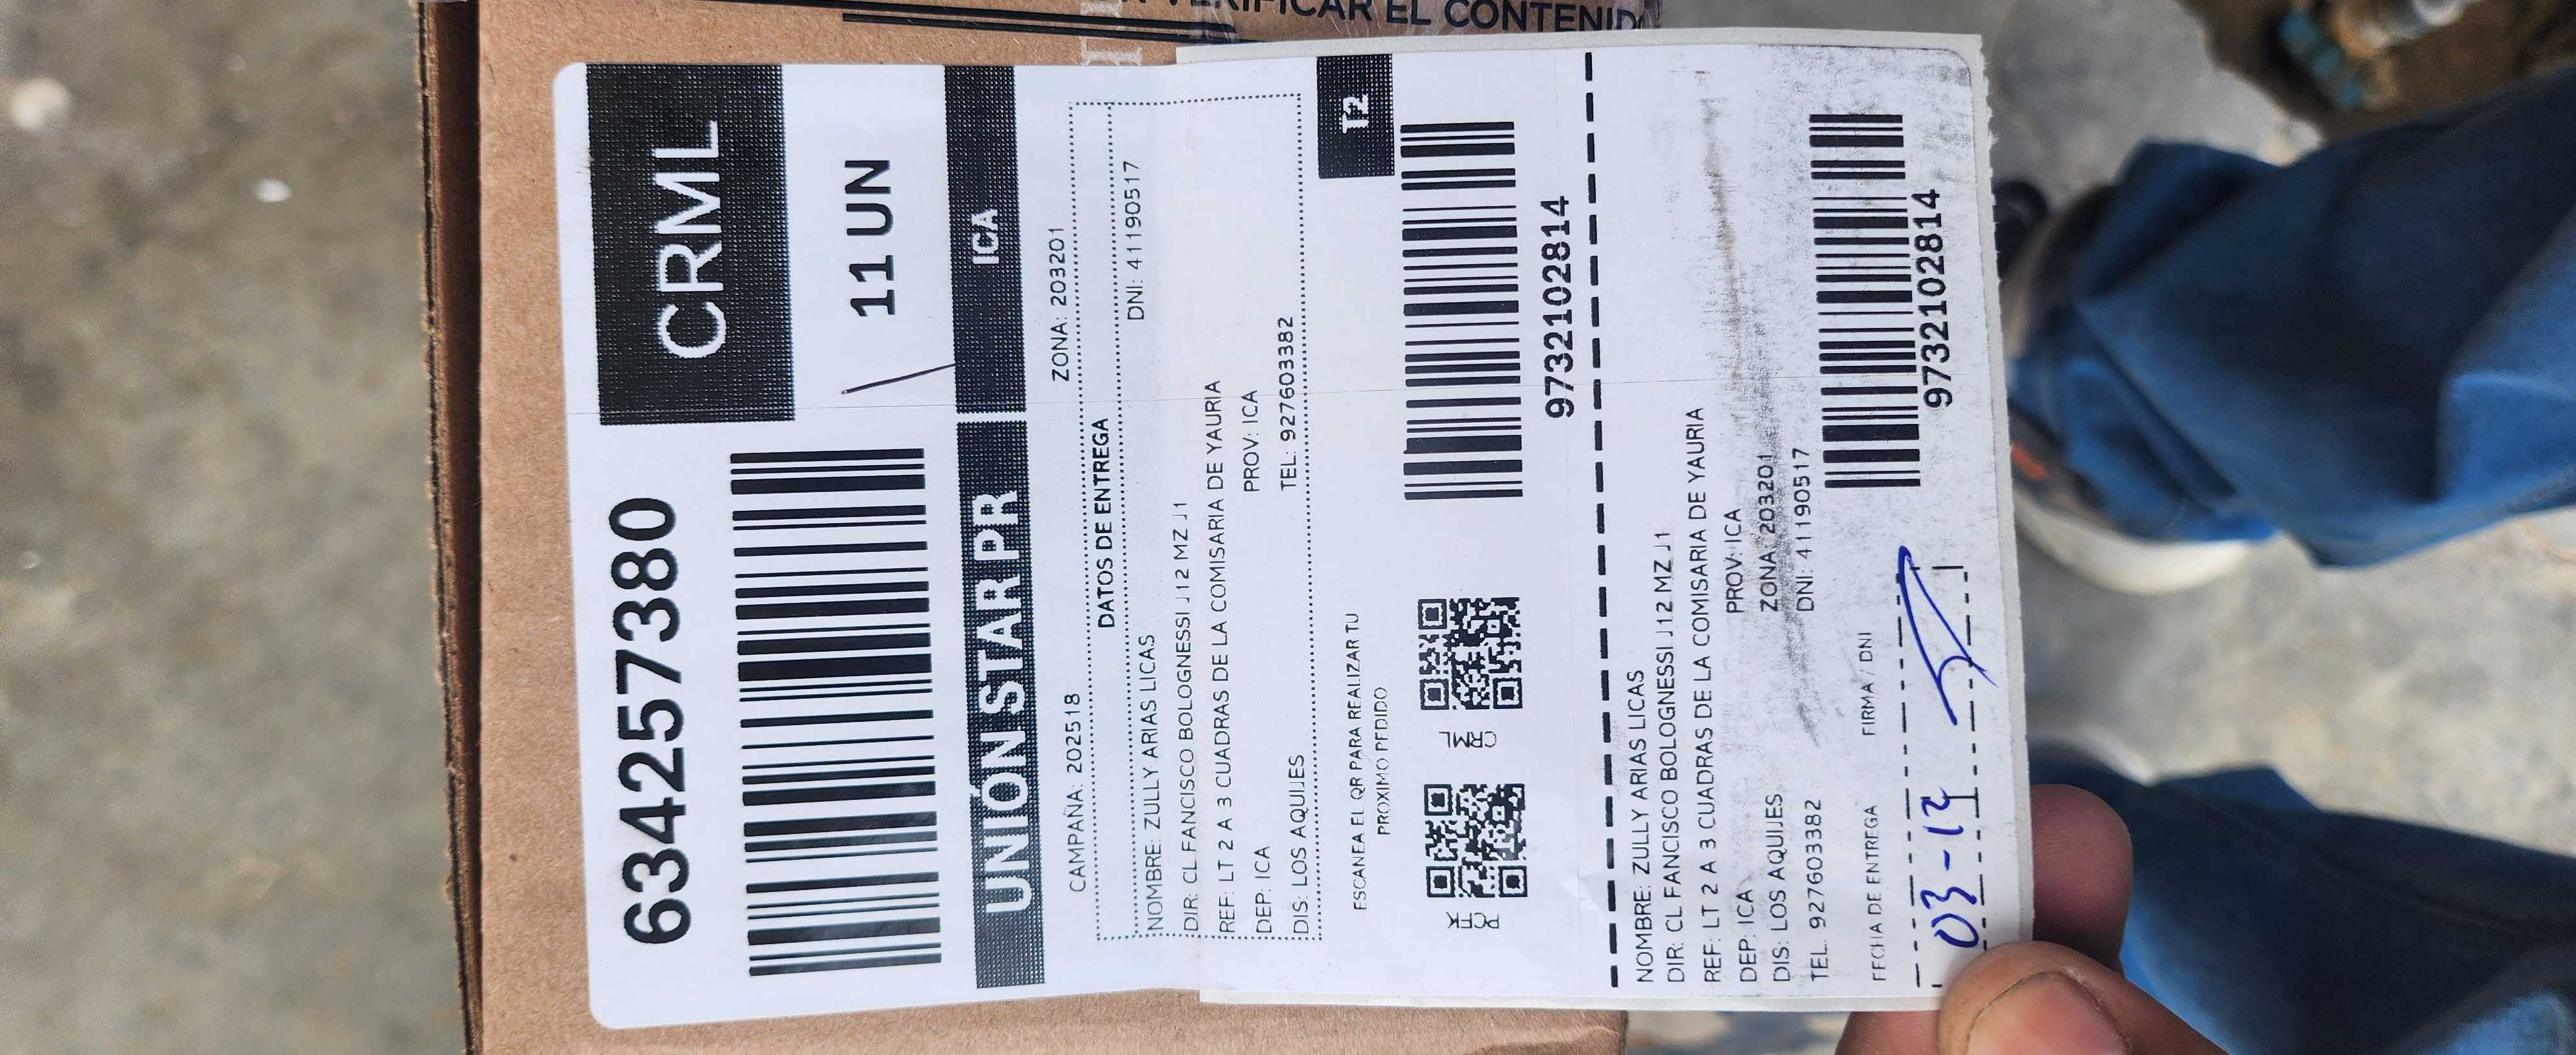 VERIFICAR EL CONTENIDO
6342557380
CRML
11 UN
UNIÓN STAR PR
ICA
CAMPAÑA: 202518
ZONA: 203201
DATOS DE ENTREGA
NOMBRE: ZULLY ARIAS LICAS
DNI: 41190517
DIR: CL FANCISCO BOLOGNESSI J12 MZ J1
REF: LT 2 A 3 CUADRAS DE LA COMISARIA DE YAURIA
DEP: ICA
PROV: ICA
DIS: LOS AQUIJES
TEL: 927603382
T2
ESCANEA EL QR PARA REALIZAR TU
PROXIMO PEDIDO
CRML
9732102814
NOMBRE: ZULLY ARIAS LICAS
DIR: CL FANCISCO BOLOGNESSI J12 MZ J1
REF: LT 2 A 3 CUADRAS DE LA COMISARIA DE YAURIA
DEP: ICA
PROV: ICA
DIS: LOS AQUIJES
ZONA: 203201
TEL: 927603382
DNI: 41190517
FECHA DE ENTREGA
FIRMA / DNI
9732102814
03-12